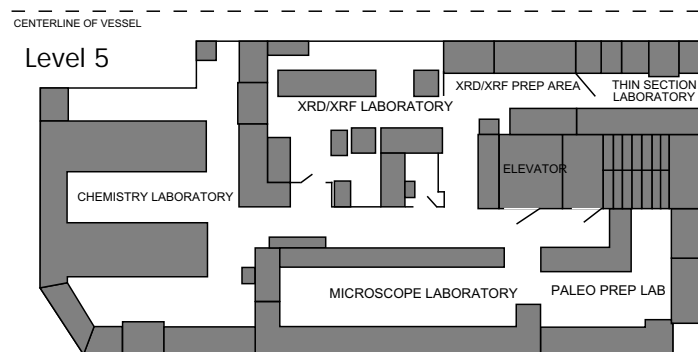 CENTERLINE OF VESSEL
Level 5
XRD/XRF LABORATORY
XRD/XRF PREP AREA
THIN SECTION
LABORATORY
ELEVATOR
CHEMISTRY LABORATORY
MICROSCOPE LABORATORY
PALEO PREP LAB